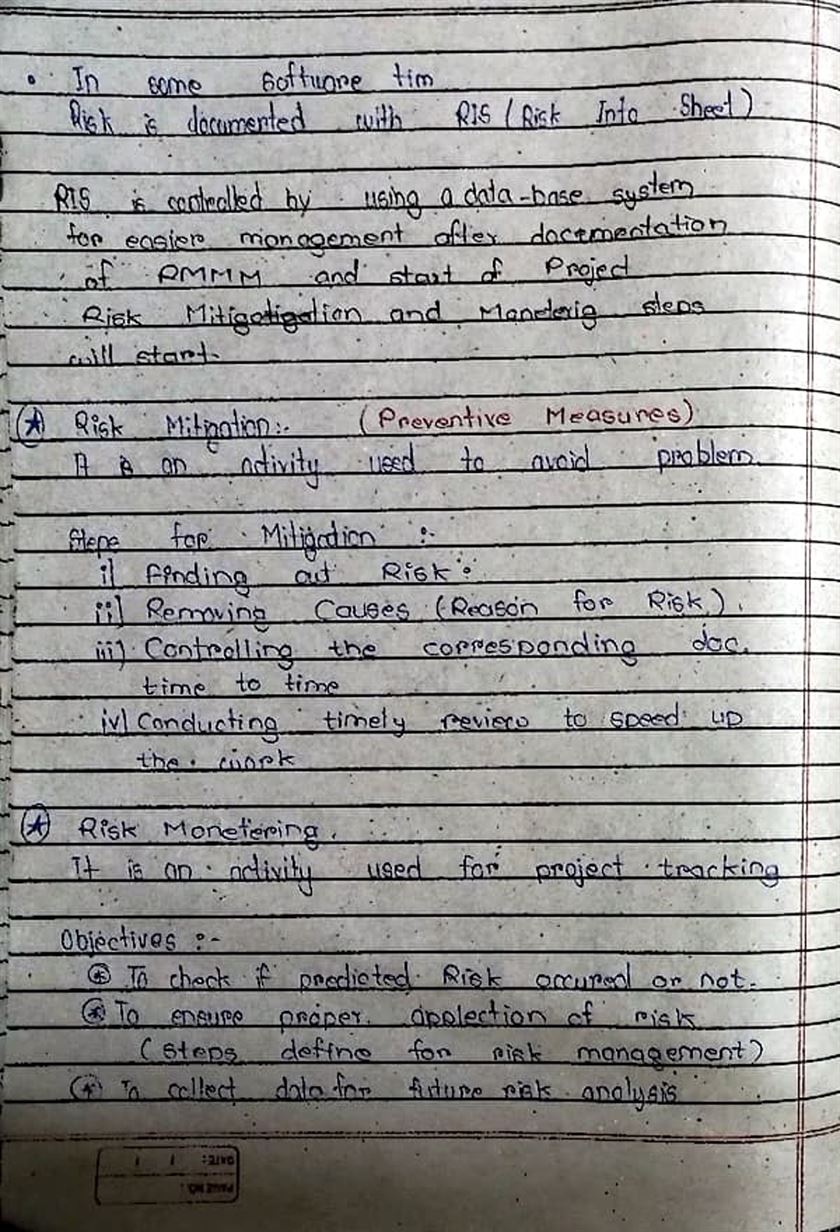 • In some software tim
Risk is documented with RIS (Risk Info Sheet)
RIS is controlled by using a data-base system
for easier management after docmentation
of RMMM and start of Project
Risk Mitigation and Monderig steps
will start.
Risk Mitigation:- (Preventive Measures)
It is an activity used to avoid problem
Steps for Mitigation :-
i) Finding out Risk.
ii) Removing Causes (Reason for Risk).
iii) Controlling the corresponding doc.
time to time
iv) Conducting timely review to speed up
the work
Risk Monetering.
It is an activity used for project tracking
Objectives :-
To check if predicted Risk occured or not.
To ensure proper. applection of risk
(steps define for risk management)
To collect data for future risk analysis
DATE: / /
PAGE NO.: